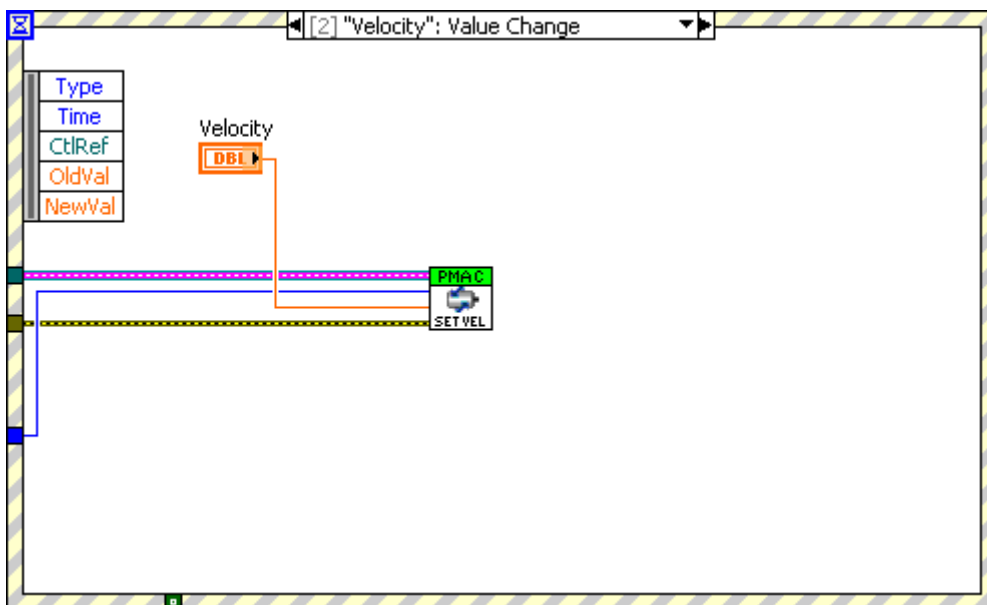 [2] "Velocity": Value Change
Type
Time
CtlRef
OldVal
NewVal
Velocity
DBL
PMAC
SET VEL